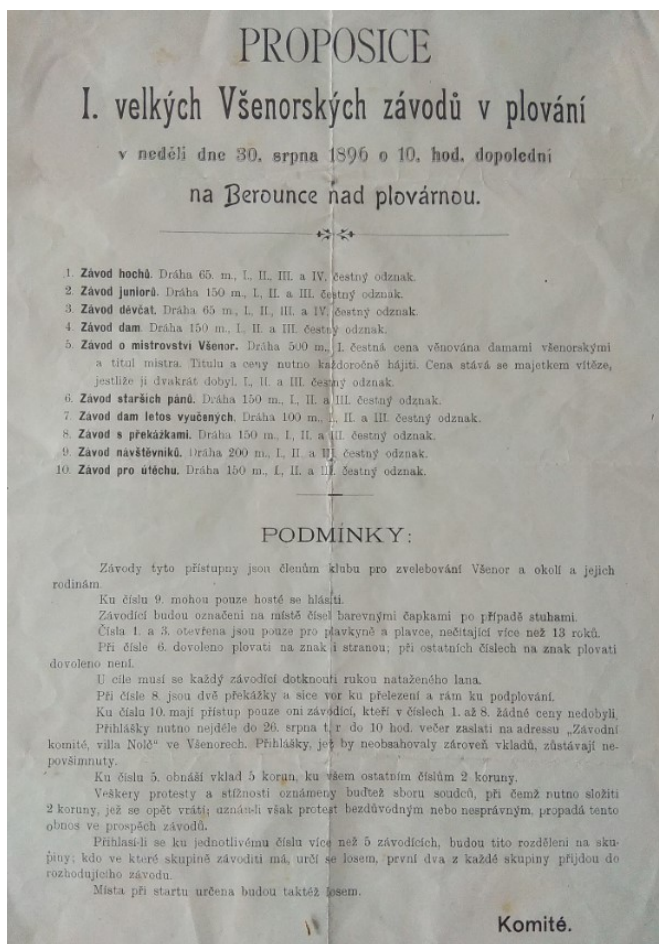 PROPOSICE
I. velkých Všenorských závodů v plování
v neděli dne 30. srpna 1896 o 10. hod. dopolední
na Berounce nad plovárnou.
1. Závod hochů. Dráha 65. m., I., II., III. a IV. čestný odznak.
2. Závod juniorů. Dráha 150 m., I., II. a III. čestný odznak.
3. Závod děvčat. Dráha 65 m., I., II., III. a IV. čestný odznak.
4. Závod dam. Dráha 150 m., I., II. a III. čestný odznak.
5. Závod o mistrovství Všenor. Dráha 500 m., I. čestná cena věnována damami všenorskými
a titul mistra. Titulu a ceny nutno každoročně hájiti. Cena stává se majetkem vítěze,
jestliže ji dvakrát dobyl. I., II. a III. čestný odznak.
6. Závod starších pánů. Dráha 150 m., I., II. a III. čestný odznak.
7. Závod dam letos vyučených. Dráha 100 m., I., II. a III. čestný odznak.
8. Závod s překážkami. Dráha 150 m., I., II. a III. čestný odznak.
9. Závod návštěvníků. Dráha 200 m., I., II. a III. čestný odznak.
10. Závod pro útěchu. Dráha 150 m., I., II. a III. čestný odznak.
PODMÍNKY:
Závody tyto přístupny jsou členům klubu pro zvelebování Všenor a okolí a jejich
rodinám.
Ku číslu 9. mohou pouze hosté se hlásiti.
Závodící budou označeni na místě čísel barevnými čapkami po případě stuhami.
Čísla 1. a 3. otevřena jsou pouze pro plavkyně a plavce, nečítající více než 13 roků.
Při čísle 6. dovoleno plovati na znak i stranou; při ostatních číslech na znak plovati
dovoleno není.
U cíle musí se každý závodící dotknouti rukou nataženého lana.
Při čísle 8. jsou dvě překážky a sice vor ku přelezení a rám ku podplování.
Ku číslu 10. mají přístup pouze oni závodící, kteří v číslech 1. až 8. žádné ceny nedobyli.
Přihlášky nutno nejdéle do 26. srpna t. r do 10 hod. večer zaslati na adressu „Závodní
komité, villa Nolč“ ve Všenorech. Přihlášky, jež by neobsahovaly zároveň vkladů, zůstávají ne-
povšimnuty.
Ku číslu 5. obnáší vklad 5 korun, ku všem ostatním číslům 2 koruny.
Veškery protesty a stížnosti oznámeny buďtež sboru soudců, při čemž nutno složiti
2 koruny, jež se opět vrátí; uznán-li však protest bezdůvodným nebo nesprávným, propadá tento
obnos ve prospěch závodů.
Přihlásí-li se ku jednotlivému číslu více než 5 závodících, budou tito rozděleni na sku-
piny; kdo ve které skupině závoditi má, určí se losem, první dva z každé skupiny přijdou do
rozhodujícího závodu.
Místa při startu určena budou taktéž losem.
Komité.